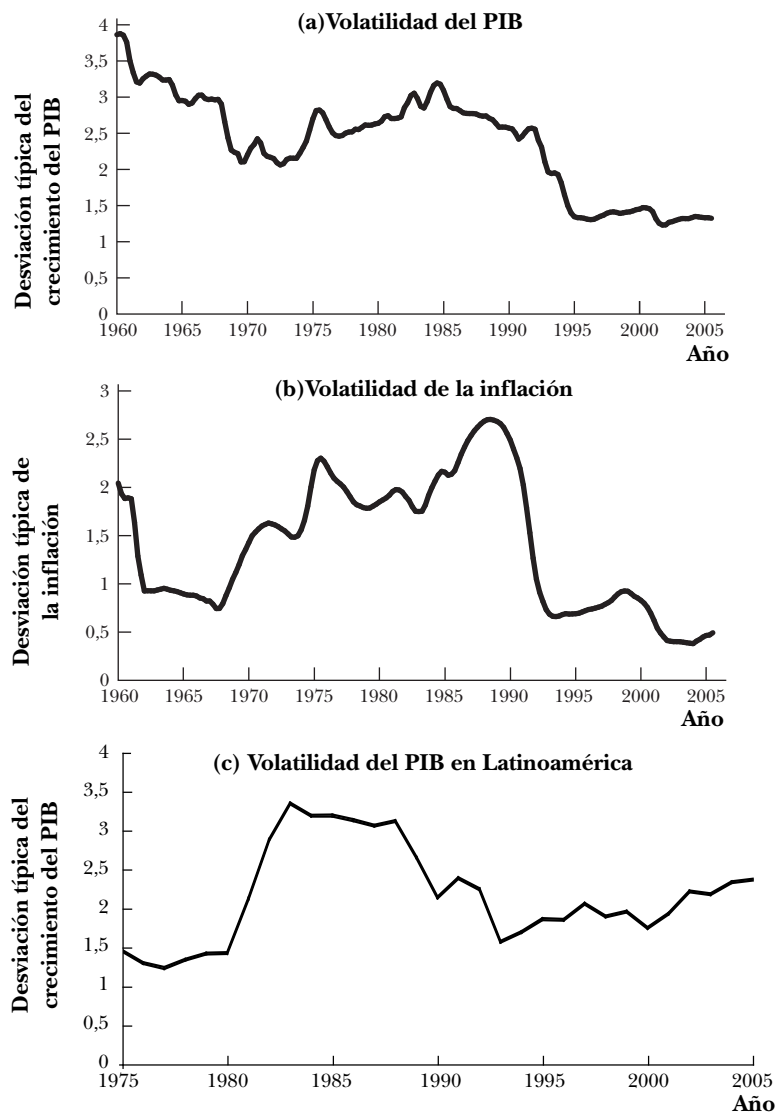 (a)Volatilidad del PIB
Desviación típica del
crecimiento del PIB
4
3,5
3
2,5
2
1,5
1
0,5
0
1960 1965 1970 1975 1980 1985 1990 1995 2000 2005
Año
(b)Volatilidad de la inflación
Desviación típica de
la inflación
3
2,5
2
1,5
1
0,5
0
1960 1965 1970 1975 1980 1985 1990 1995 2000 2005
Año
(c) Volatilidad del PIB en Latinoamérica
Desviación típica del
crecimiento del PIB
4
3,5
3
2,5
2
1,5
1
0,5
0
1975 1980 1985 1990 1995 2000 2005
Año